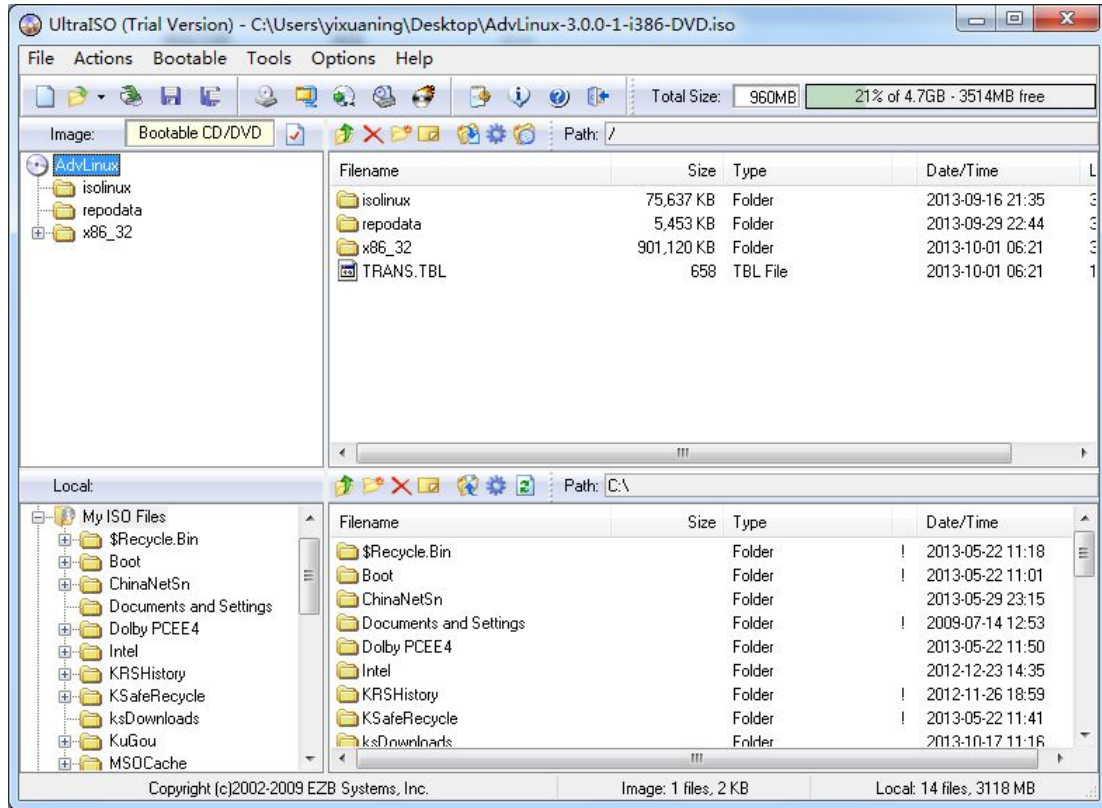 UltraISO (Trial Version) - C:\Users\yixuaning\Desktop\AdvLinux-3.0.0-1-i386-DVD.iso
File Actions Bootable Tools Options Help
Total Size: 960MB 21% of 4.7GB - 3514MB free
Image: Bootable CD/DVD Path: /
AdvLinux
isolinux
repodata
x86_32
Filename Size Type Date/Time L
isolinux 75,637 KB Folder 2013-09-16 21:35
repodata 5,453 KB Folder 2013-09-29 22:44
x86_32 901,120 KB Folder 2013-10-01 06:21
TRANS.TBL 658 TBL File 2013-10-01 06:21
Local: Path: C:\
My ISO Files
$Recycle.Bin
Boot
ChinaNetSn
Documents and Settings
Dolby PCEE4
Intel
KRSHistory
KSafeRecycle
ksDownloads
KuGou
MSOCache
Filename Size Type Date/Time
$Recycle.Bin Folder ! 2013-05-22 11:18
Boot Folder ! 2013-05-22 11:01
ChinaNetSn Folder 2013-05-29 23:15
Documents and Settings Folder ! 2009-07-14 12:53
Dolby PCEE4 Folder 2013-05-22 11:50
Intel Folder 2012-12-23 14:35
KRSHistory Folder ! 2012-11-26 18:59
KSafeRecycle Folder ! 2013-05-22 11:41
ksDownloads Folder 2013-10-17 11:16
Copyright (c)2002-2009 EZB Systems, Inc. Image: 1 files, 2 KB Local: 14 files, 3118 MB